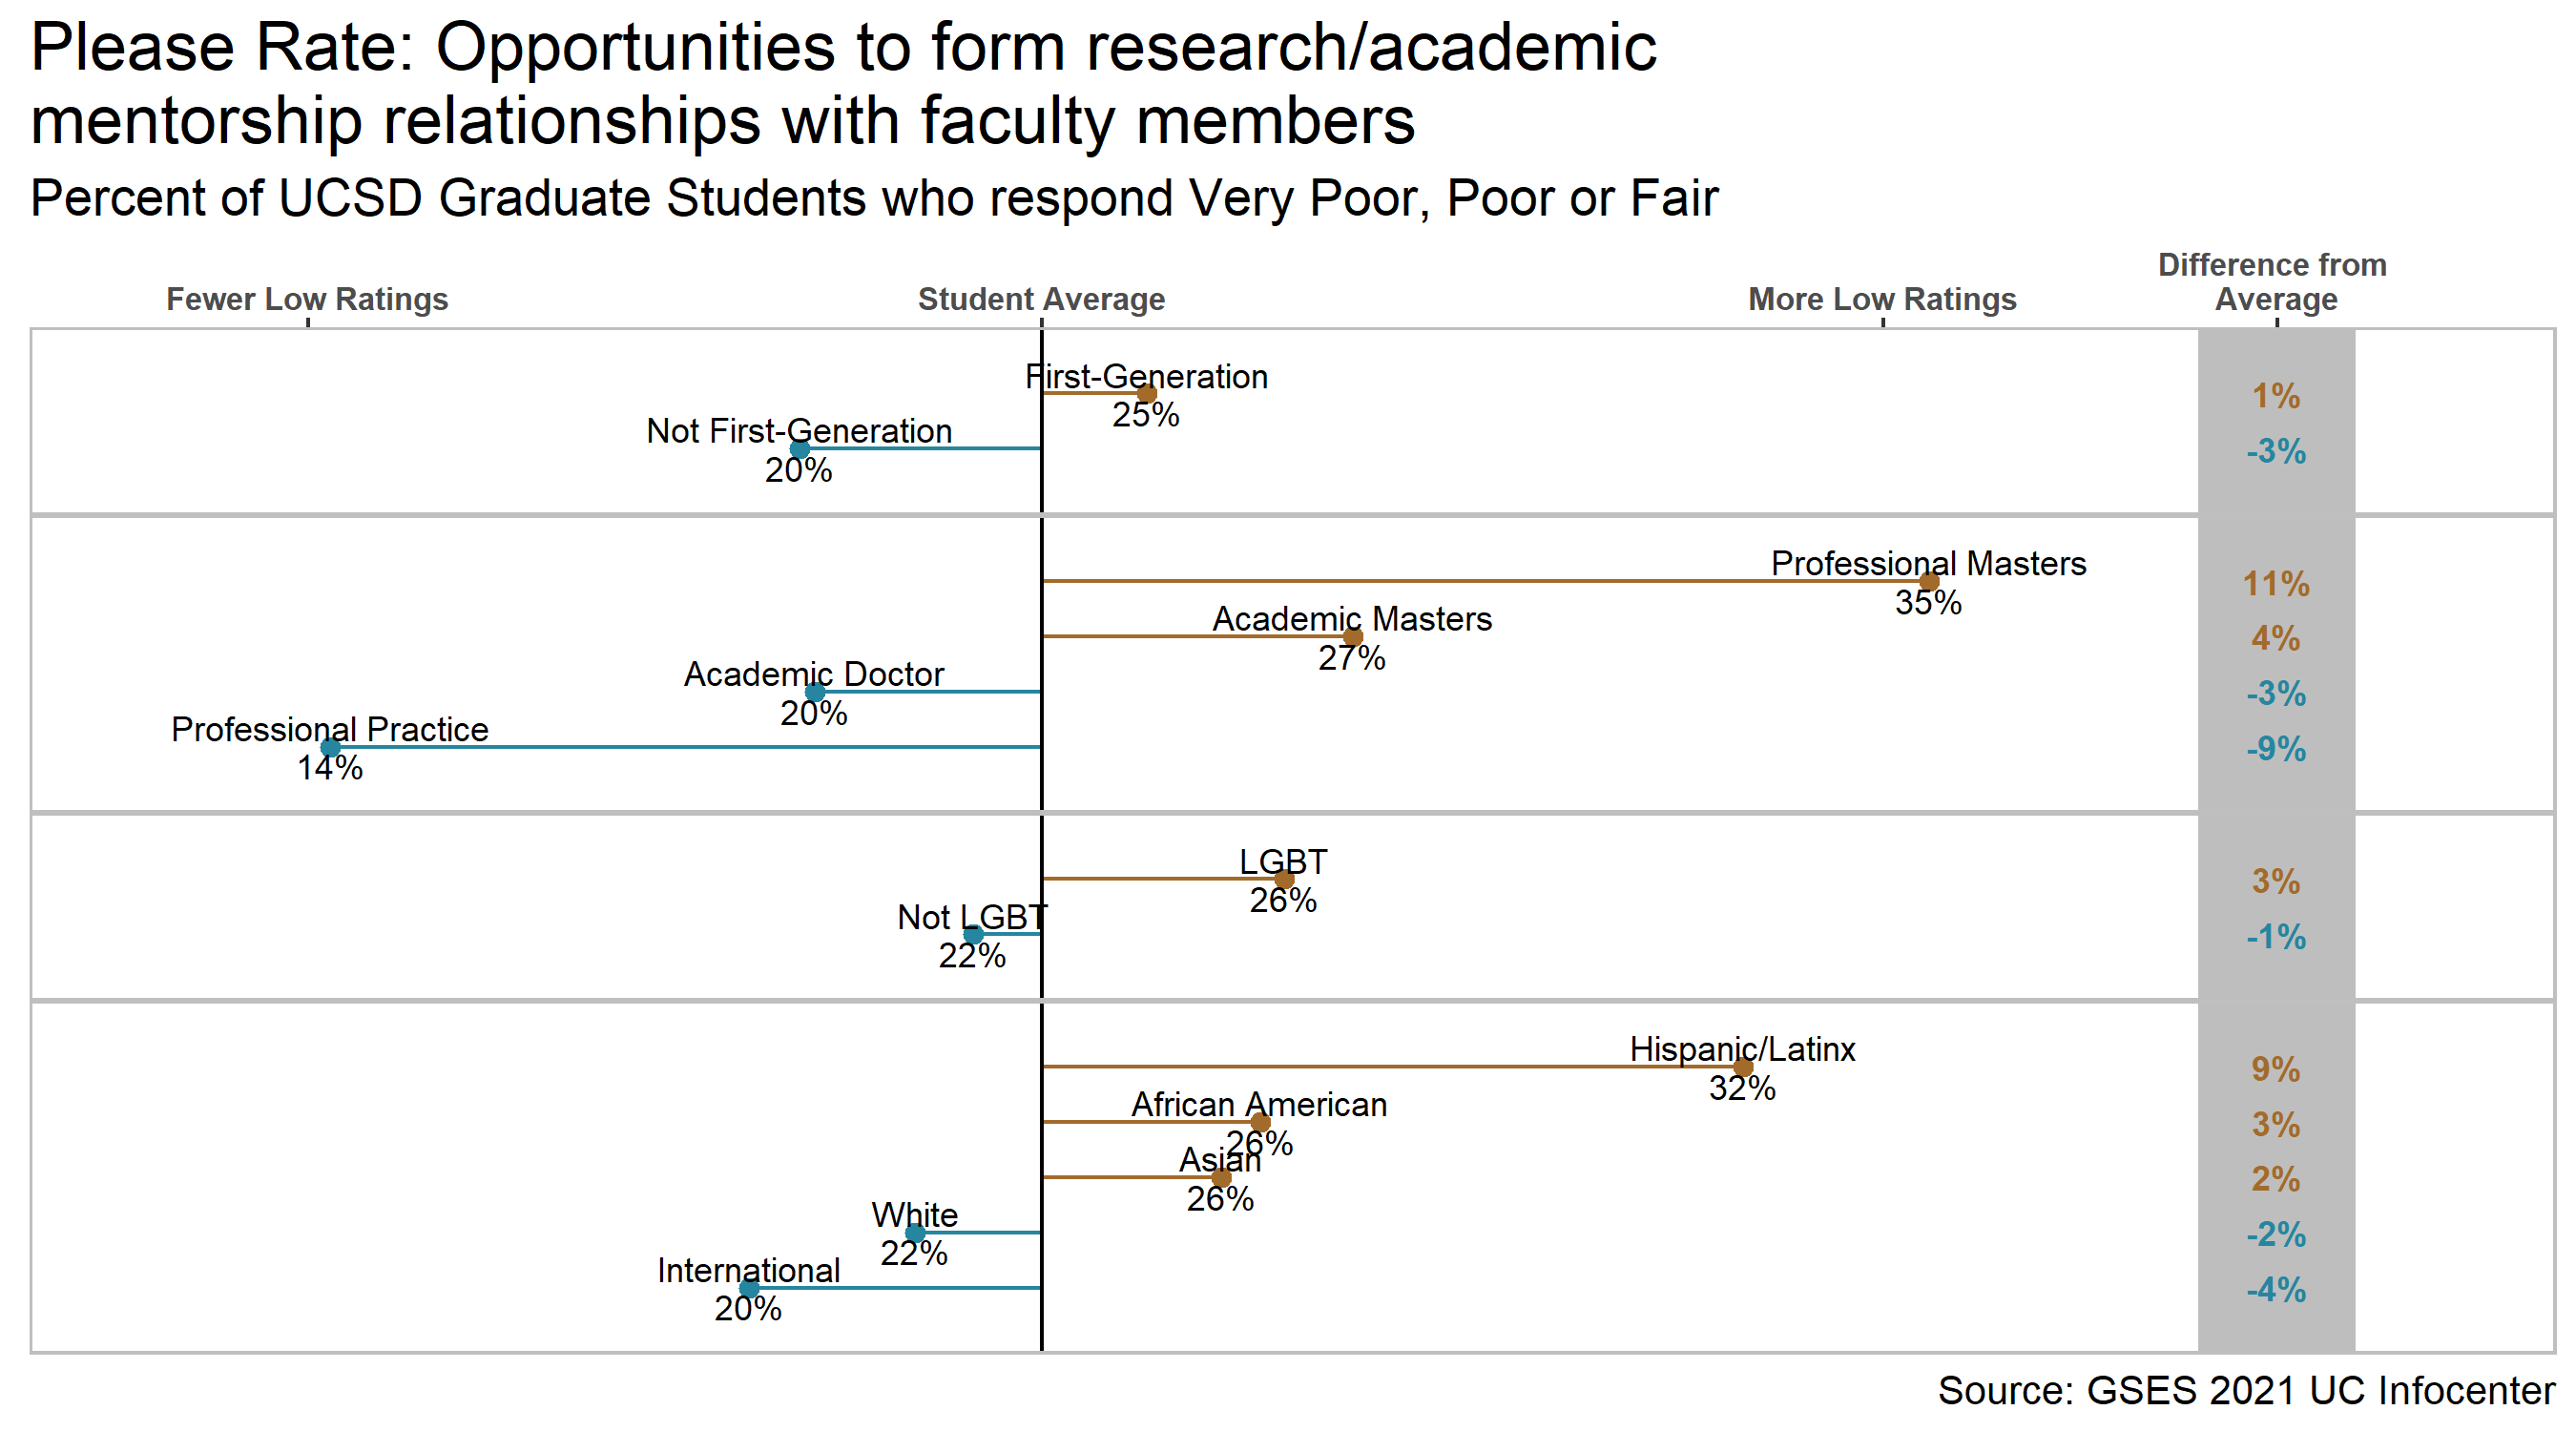 Please Rate: Opportunities to form research/academic
mentorship relationships with faculty members
Percent of UCSD Graduate Students who respond Very Poor, Poor or Fair
Fewer Low Ratings
Student Average
More Low Ratings
Difference from
Average
First-Generation
25%
1%
Not First-Generation
20%
-3%
Professional Masters
35%
11%
Academic Masters
27%
4%
Academic Doctor
20%
-3%
Professional Practice
14%
-9%
LGBT
26%
3%
Not LGBT
22%
-1%
Hispanic/Latinx
32%
9%
African American
26%
3%
Asian
26%
2%
White
22%
-2%
International
20%
-4%
Source: GSES 2021 UC Infocenter